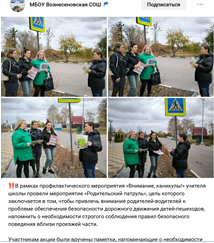 МБОУ Вознесеновская СОШ
Подписаться
‼️В рамках профилактического мероприятия «Внимание, каникулы!» учителя
школы провели мероприятие «Родительский патруль», цель которого
заключается в том, чтобы привлечь внимание родителей-водителей к
проблеме обеспечения безопасности дорожного движения детей-пешеходов,
напомнить о необходимости строгого соблюдения правил безопасного
поведения вблизи проезжей части.
Участникам акции были вручены памятки, напоминающие о необходимости